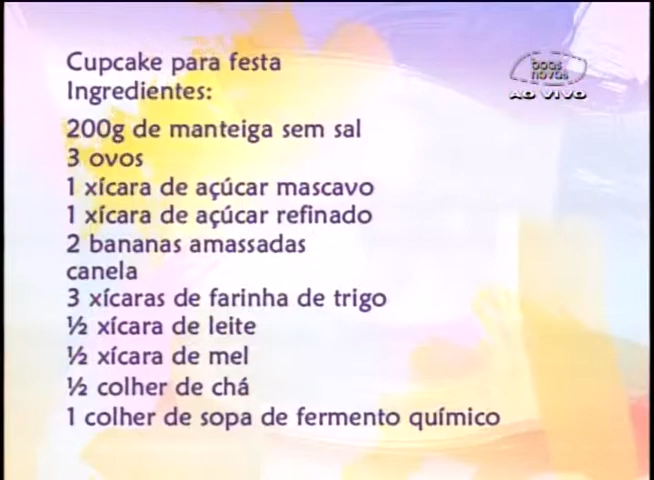 Cupcake para festa
Ingredientes:
boas
novas
AO VIVO
200g de manteiga sem sal
3 ovos
1 xícara de açúcar mascavo
1 xícara de açúcar refinado
2 bananas amassadas
canela
3 xícaras de farinha de trigo
½ xícara de leite
½ xícara de mel
½ colher de chá
1 colher de sopa de fermento químico